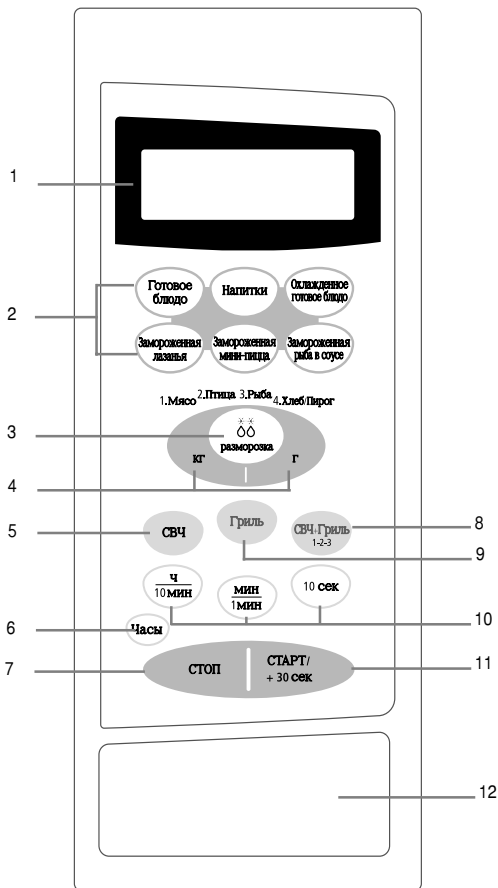 1
Готовое
блюдо
Напитки
Охлажденное
готовое блюдо
2
Замороженная
лазанья
Замороженная
мини-пицца
Замороженная
рыба в соусе
1.Мясо 2.Птица 3.Рыба 4.Хлеб/Пирог
3
разморозка
кг
г
4
5
СВЧ
Гриль
СВЧ+Гриль
1-2-3
8
9
ч
10 мин
мин
1 мин
10 сек
10
6
Часы
7
СТОП
СТАРТ/
+ 30 сек
11
12